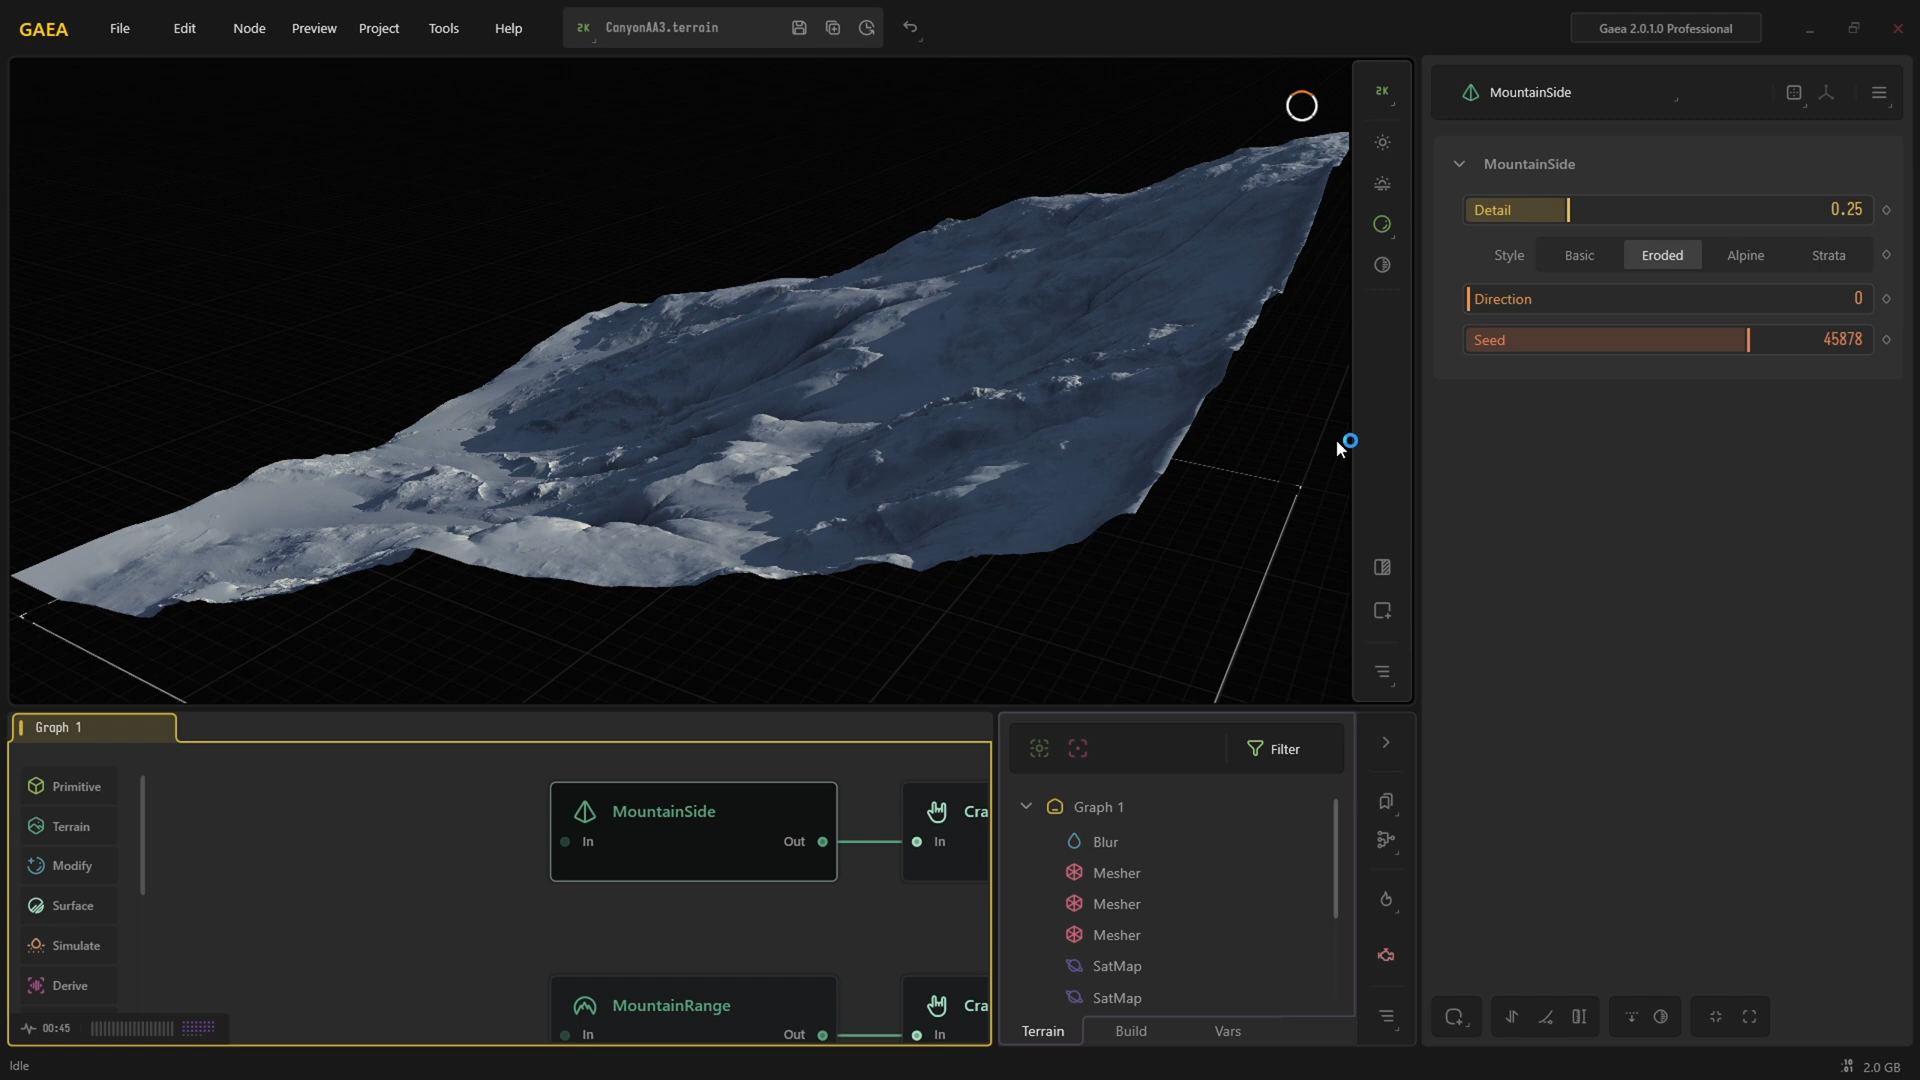 GAEA
File
Edit
Node
Preview
Project
Tools
Help
2K
CanyonAA3.terrain
Gaea 2.0.1.0 Professional
2K
MountainSide
MountainSide
Detail
0.25
Style
Basic
Eroded
Alpine
Strata
Direction
0
Seed
45878
Graph 1
Primitive
Terrain
Modify
Surface
Simulate
Derive
00:45
MountainSide
In
Out
Cra
In
MountainRange
In
Out
Cra
In
Filter
Graph 1
Blur
Mesher
Mesher
Mesher
SatMap
SatMap
Terrain
Build
Vars
Idle
2.0 GB